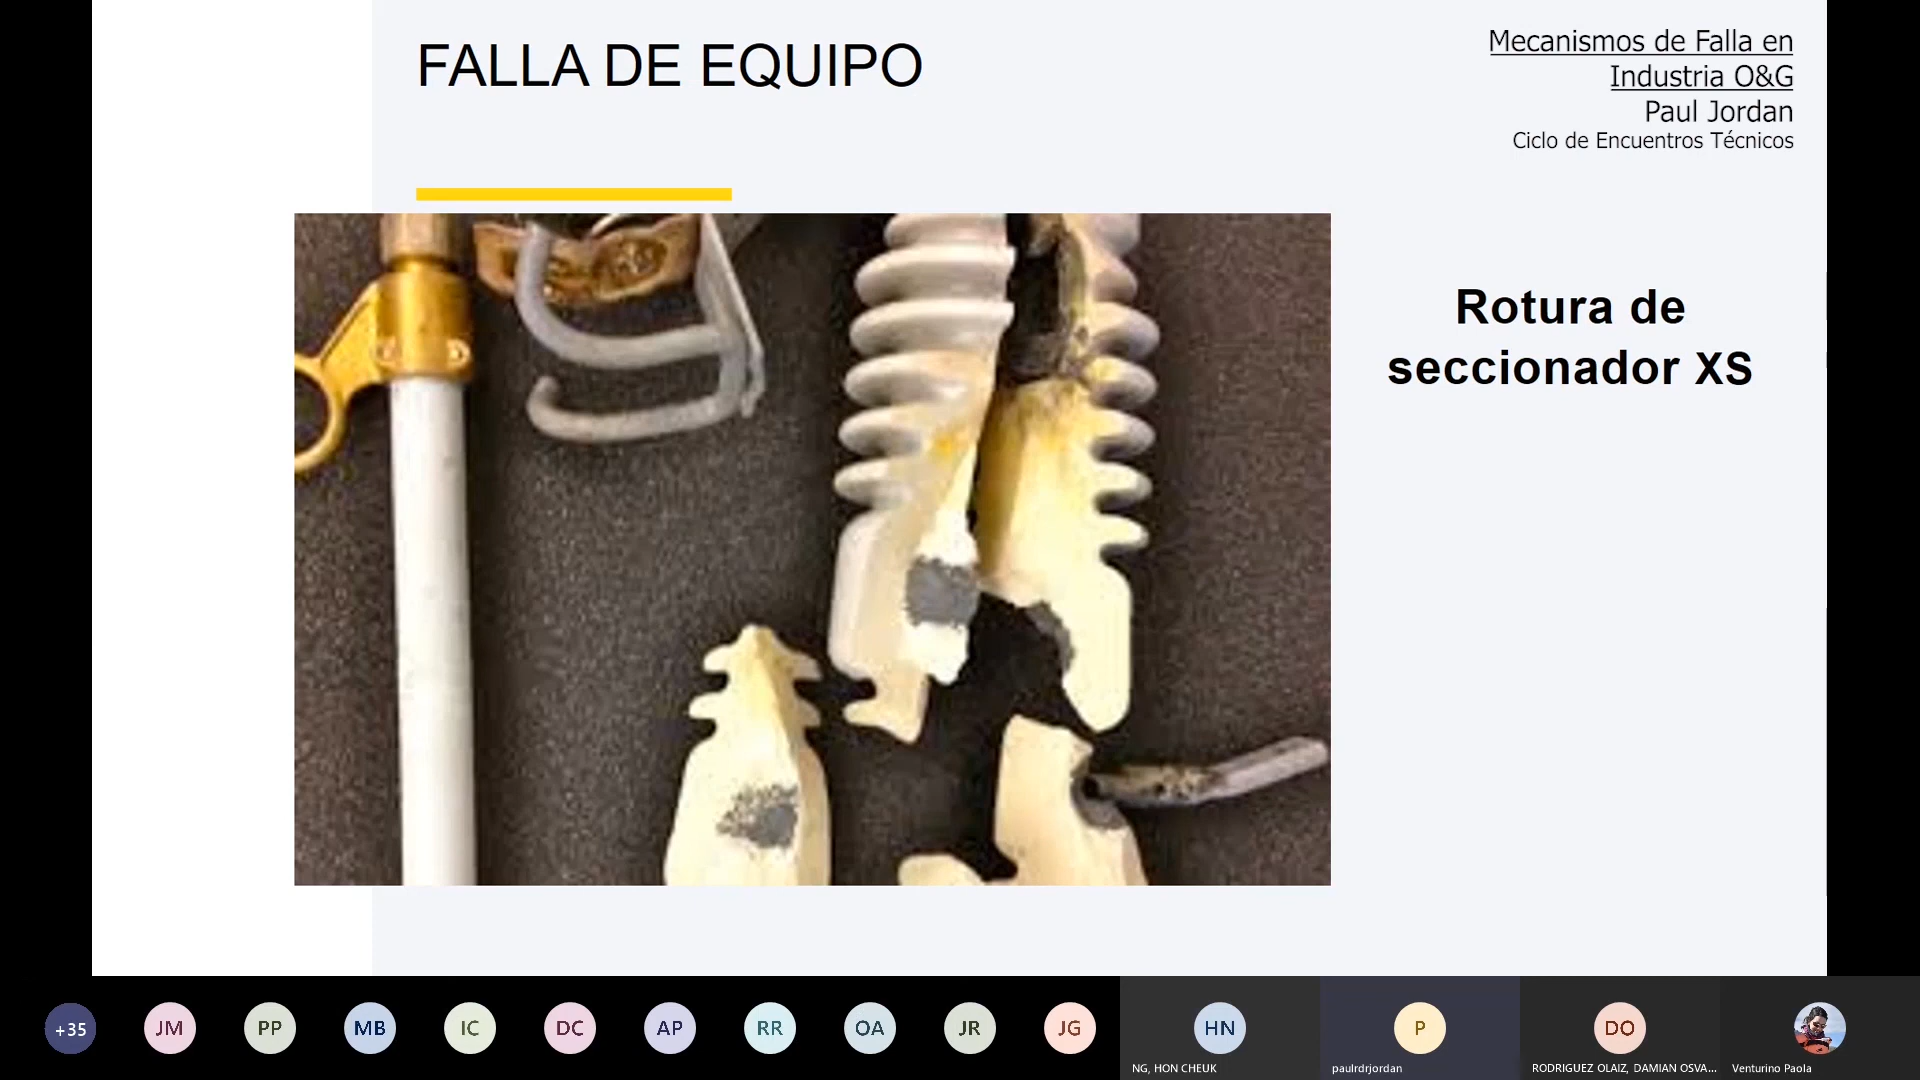 FALLA DE EQUIPO
Mecanismos de Falla en
Industria O&G
Paul Jordan
Ciclo de Encuentros Técnicos
Rotura de
seccionador XS
+35
JM
PP
MB
IC
DC
AP
RR
OA
JR
JG
HN
P
DO
NG, HON CHEUK
paulrdrjordan
RODRIGUEZ OLAIZ, DAMIAN OSVA...
Venturino Paola